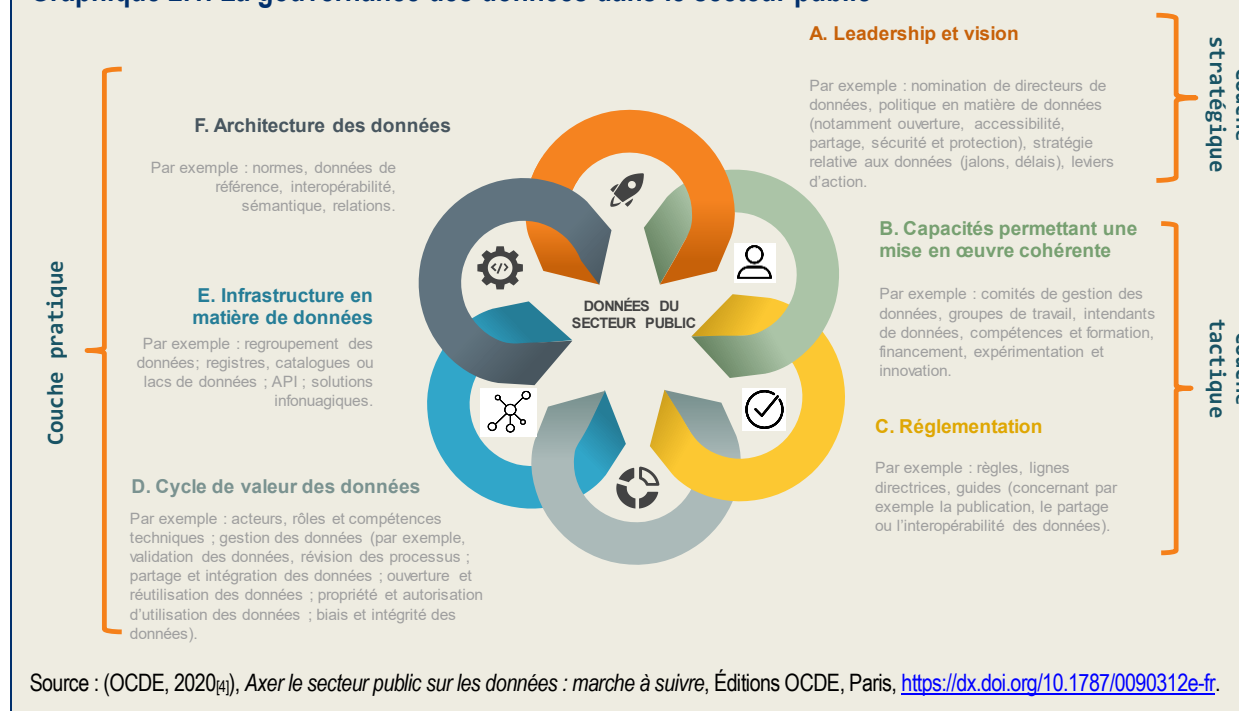 A. Leadership et vision
Par exemple : nomination de directeurs de
données, politique en matière de données
(notamment ouverture, accessibilité,
partage, sécurité et protection), stratégie
relative aux données (jalons, délais), leviers
d'action.
stratégique
B. Capacités permettant une
mise en œuvre cohérente
Par exemple : comités de gestion des
données, groupes de travail, intendants
de données, compétences et formation,
financement, expérimentation et
innovation.
C. Réglementation
Par exemple : règles, lignes
directrices, guides (concernant par
exemple la publication, le partage
ou l'interopérabilité des données).
tactique
F. Architecture des données
Par exemple : normes, données de
référence, interopérabilité,
sémantique, relations.
E. Infrastructure en
matière de données
Par exemple : regroupement des
données; registres, catalogues ou
lacs de données ; API ; solutions
infonuagiques.
D. Cycle de valeur des données
Par exemple : acteurs, rôles et compétences
techniques ; gestion des données (par exemple,
validation des données, révision des processus ;
partage et intégration des données ; ouverture et
réutilisation des données ; propriété et autorisation
d'utilisation des données ; biais et intégrité des
données).
Couche pratique
DONNÉES DU
SECTEUR PUBLIC
Source : (OCDE, 2020[4]), Axer le secteur public sur les données : marche à suivre, Éditions OCDE, Paris, https://dx.doi.org/10.1787/0090312e-fr.